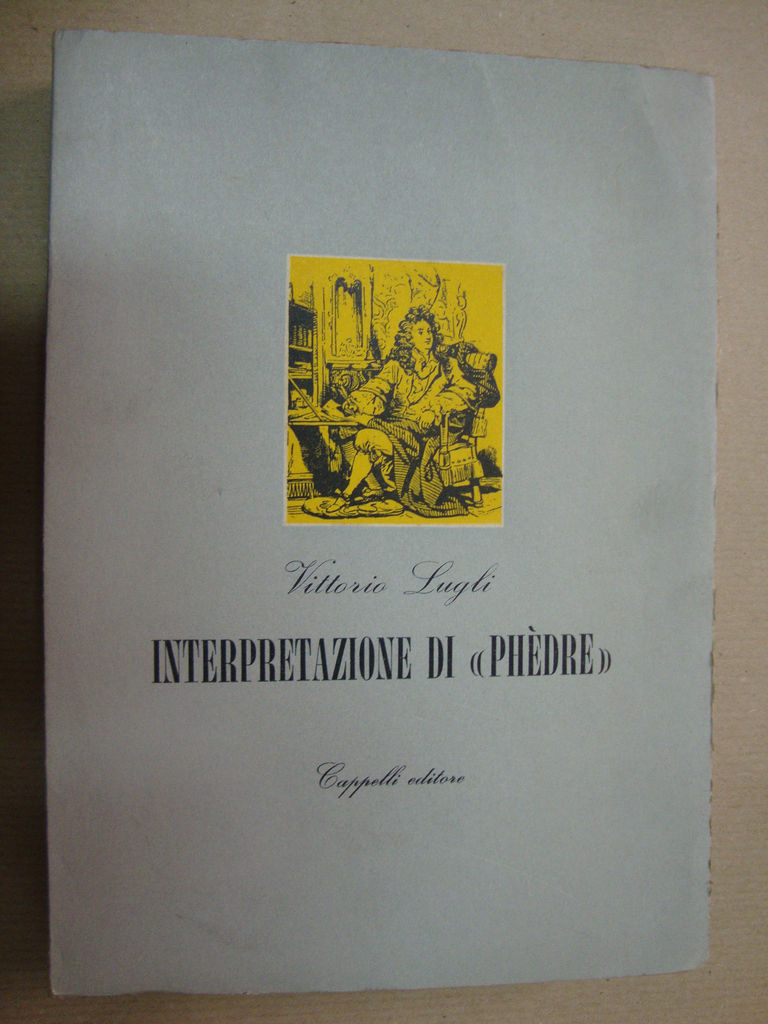 Vittorio Lugli
INTERPRETAZIONE DI «PHÈDRE»
Cappelli editore